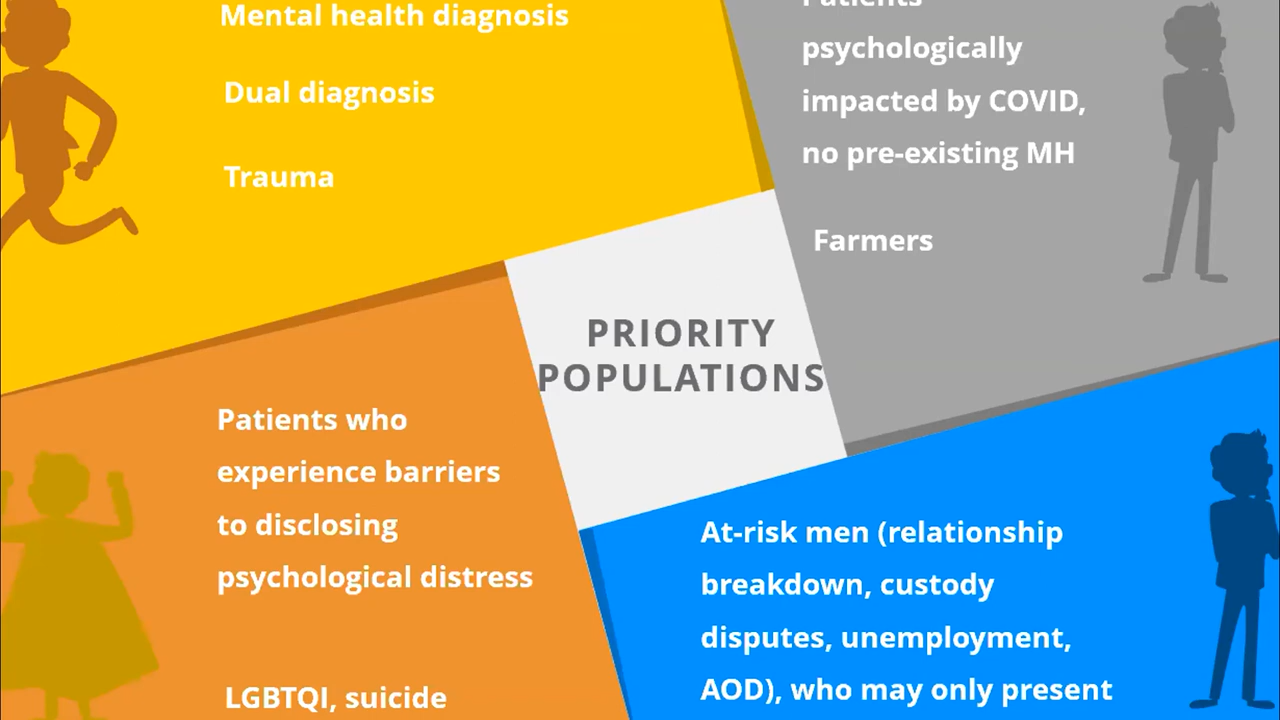 Mental health diagnosis
Dual diagnosis
Trauma
Patients
psychologically
impacted by COVID,
no pre-existing MH
Farmers
PRIORITY
POPULATIONS
Patients who
experience barriers
to disclosing
psychological distress
LGBTQI, suicide
At-risk men (relationship
breakdown, custody
disputes, unemployment,
AOD), who may only present